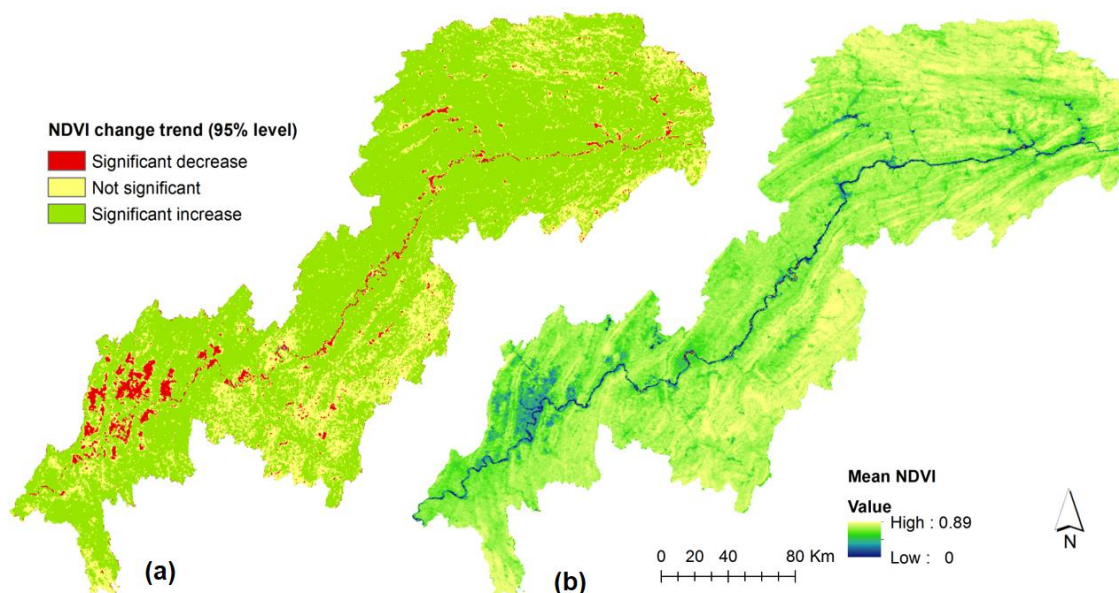 NDVI change trend (95% level)
Significant decrease
Not significant
Significant increase
(a)
(b)
Mean NDVI
Value
High : 0.89
Low : 0
0 20 40 80 Km
N